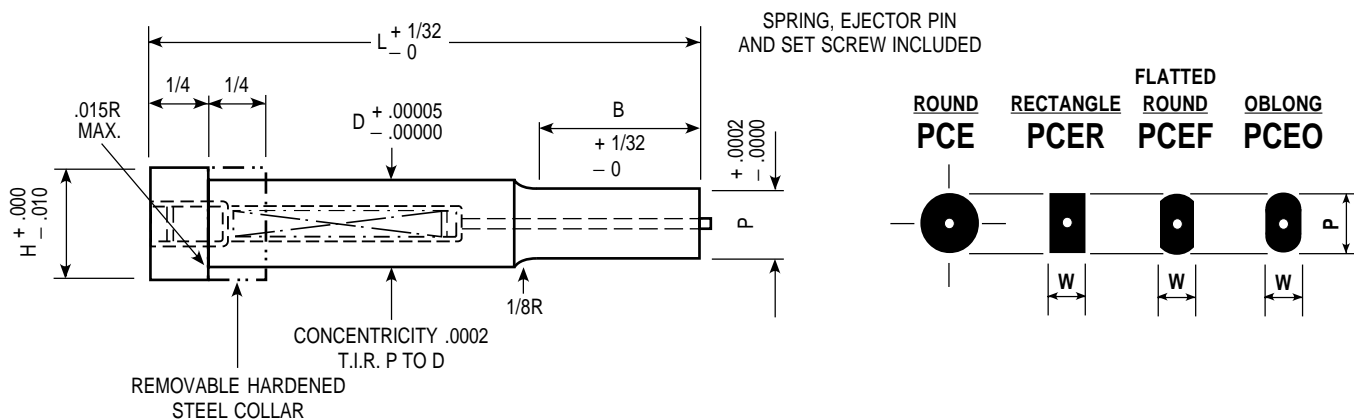 SPRING, EJECTOR PIN
AND SET SCREW INCLUDED
L + 1/32
– 0
1/4
1/4
.015R
MAX.
D + .00005
– .00000
B
+ 1/32
– 0
+ .0002
– .0000
P
H + .000
– .010
1/8R
CONCENTRICITY .0002
T.I.R. P TO D
REMOVABLE HARDENED
STEEL COLLAR
ROUND
PCE
RECTANGLE
PCER
FLATTED
ROUND
PCEF
OBLONG
PCEO
P
W
W
W